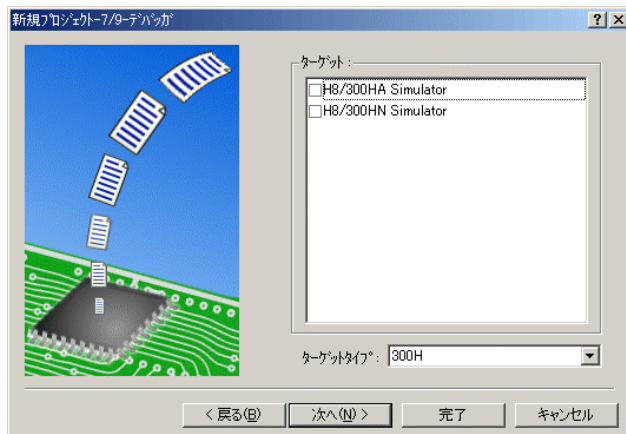 新規ﾌﾟﾛｼﾞｪｸﾄ-7/9-ﾃﾞﾊﾞｯｶﾞ
ﾀｰｹﾞｯﾄ :
H8/300HA Simulator
H8/300HN Simulator
ﾀｰｹﾞｯﾄﾀｲﾌﾟ : 300H
< 戻る(B) 次へ(N) > 完了 キャンセル